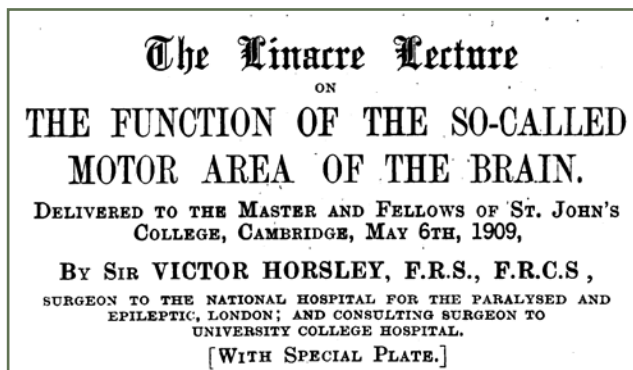 The Linacre Lecture
ON
THE FUNCTION OF THE SO-CALLED
MOTOR AREA OF THE BRAIN.
DELIVERED TO THE MASTER AND FELLOWS OF ST. JOHN'S
COLLEGE, CAMBRIDGE, MAY 6TH, 1909,
BY SIR VICTOR HORSLEY, F.R.S., F.R.C.S,
SURGEON TO THE NATIONAL HOSPITAL FOR THE PARALYSED AND
EPILEPTIC, LONDON; AND CONSULTING SURGEON TO
UNIVERSITY COLLEGE HOSPITAL.
[WITH SPECIAL PLATE.]